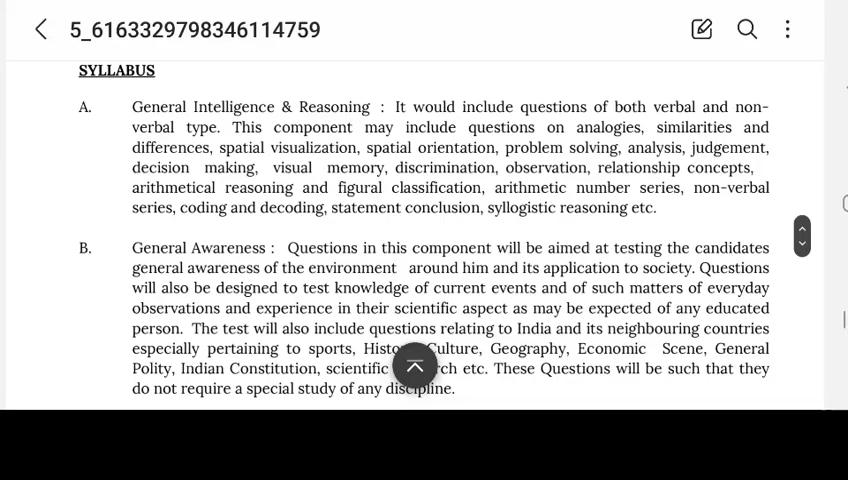 5_6163329798346114759
SYLLABUS
A. General Intelligence & Reasoning : It would include questions of both verbal and non-
verbal type. This component may include questions on analogies, similarities and
differences, spatial visualization, spatial orientation, problem solving, analysis, judgement,
decision making, visual memory, discrimination, observation, relationship concepts,
arithmetical reasoning and figural classification, arithmetic number series, non-verbal
series, coding and decoding, statement conclusion, syllogistic reasoning etc.
B. General Awareness : Questions in this component will be aimed at testing the candidates
general awareness of the environment around him and its application to society. Questions
will also be designed to test knowledge of current events and of such matters of everyday
observations and experience in their scientific aspect as may be expected of any educated
person. The test will also include questions relating to India and its neighbouring countries
especially pertaining to sports, Culture, Geography, Economic Scene, General
Polity, Indian Constitution, scientific etc. These Questions will be such that they
do not require a special study of any discipline.